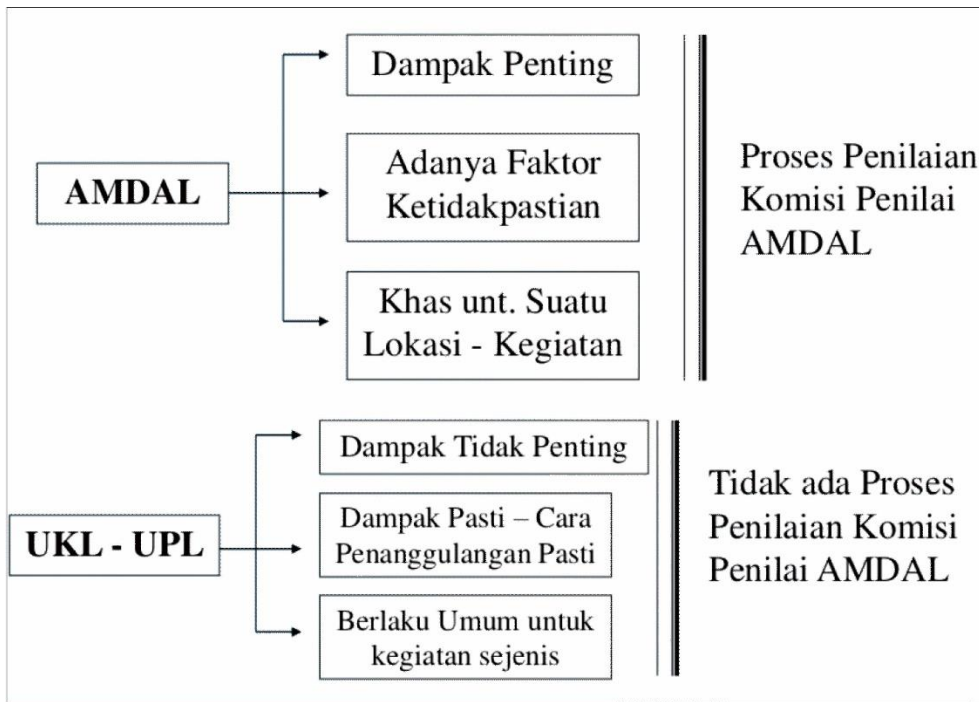 AMDAL
Dampak Penting
Adanya Faktor
Ketidakpastian
Khas unt. Suatu
Lokasi - Kegiatan
Proses Penilaian
Komisi Penilai
AMDAL
UKL - UPL
Dampak Tidak Penting
Dampak Pasti – Cara
Penanggulangan Pasti
Berlaku Umum untuk
kegiatan sejenis
Tidak ada Proses
Penilaian Komisi
Penilai AMDAL